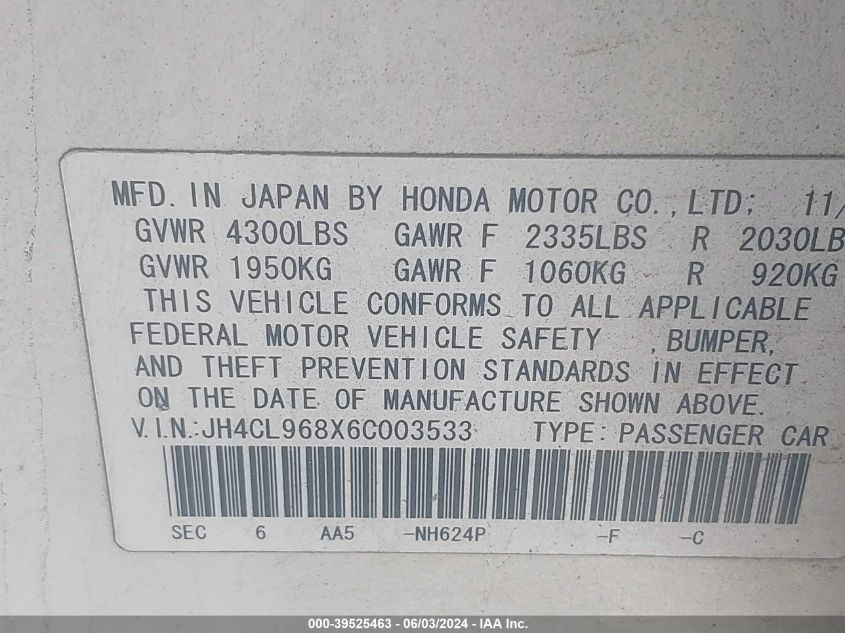 MFD. IN JAPAN BY HONDA MOTOR CO., LTD; 11/
GVWR 4300LBS GAWR F 2335LBS R 2030LB
GVWR 1950KG GAWR F 1060KG R 920KG
THIS VEHICLE CONFORMS TO ALL APPLICABLE
FEDERAL MOTOR VEHICLE SAFETY , BUMPER,
AND THEFT PREVENTION STANDARDS IN EFFECT
ON THE DATE OF MANUFACTURE SHOWN ABOVE.
V.I.N.:JH4CL968X6C003533 TYPE: PASSENGER CAR
SEC 6 AA5 -NH624P -F -C
000-39525463 - 06/03/2024 - IAA Inc.